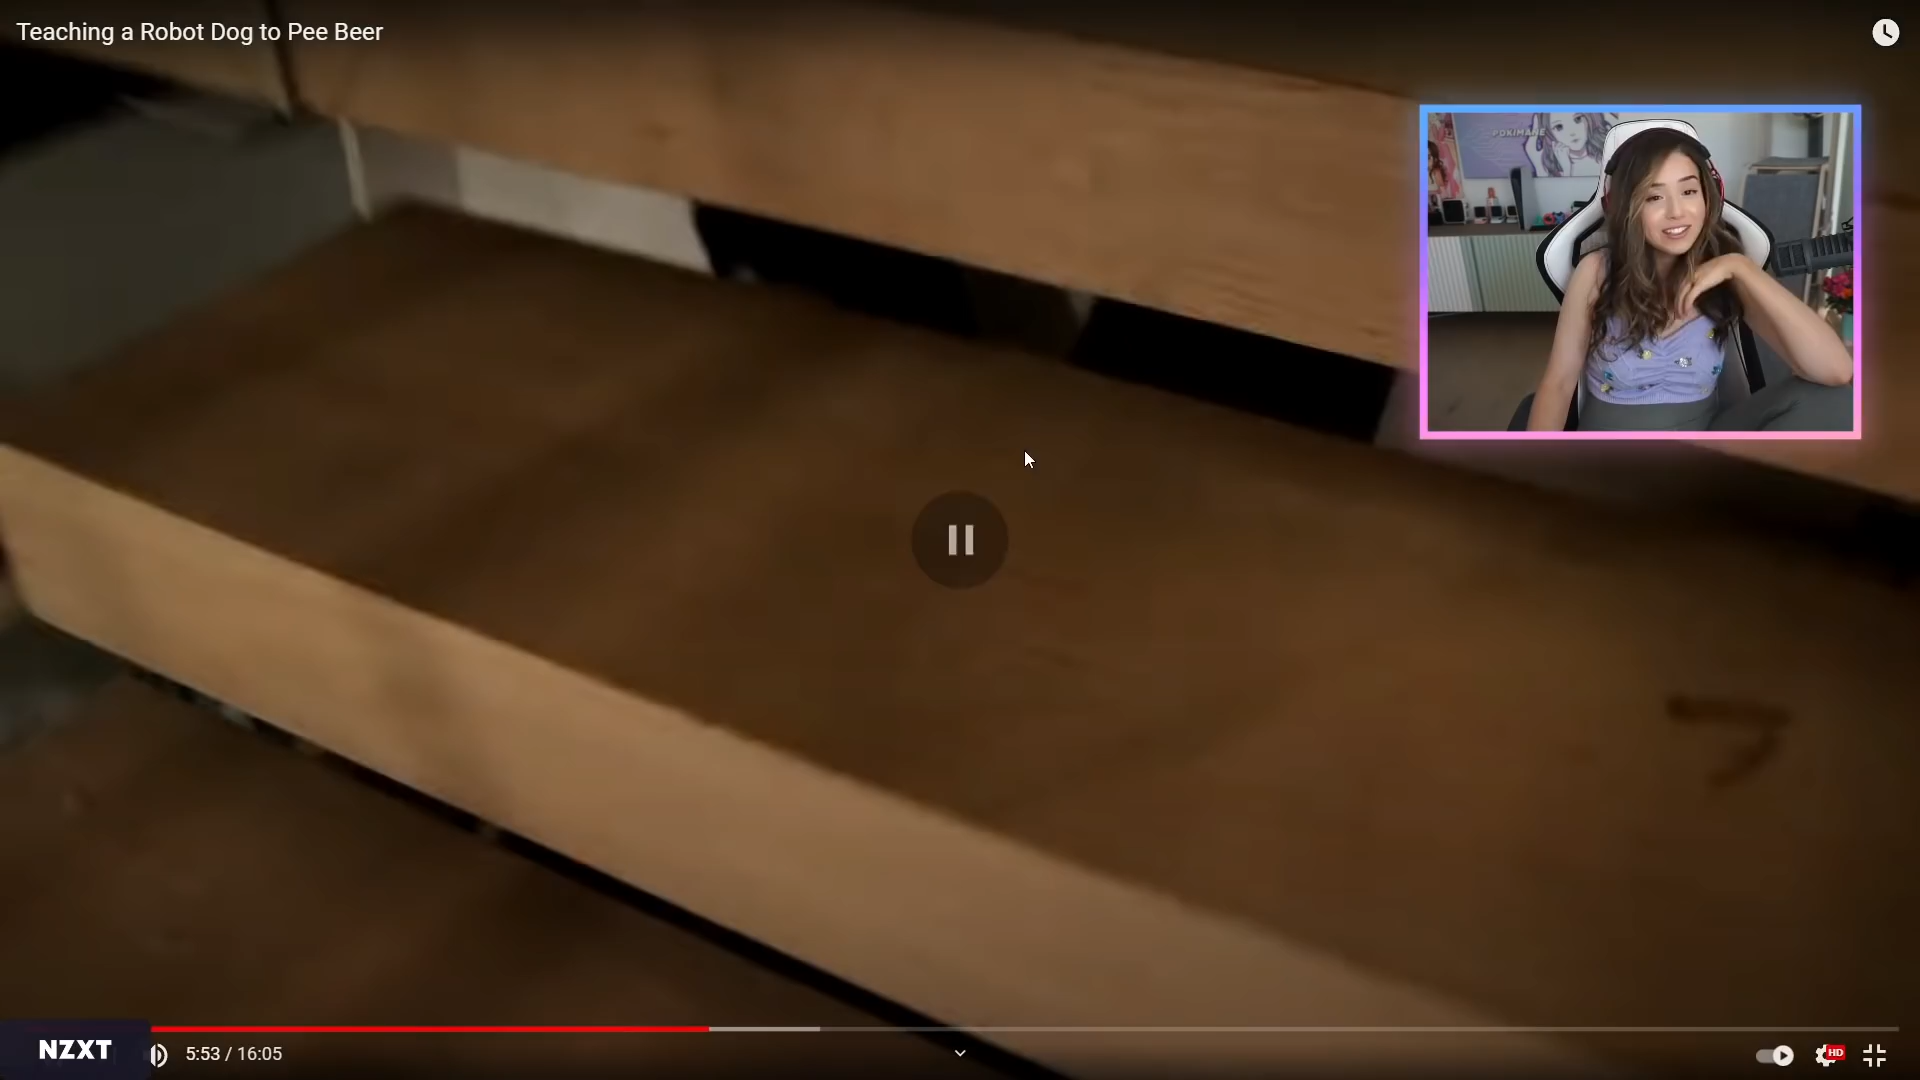 Teaching a Robot Dog to Pee Beer
POKIMANE
HD
NZXT
5:53 / 16:05